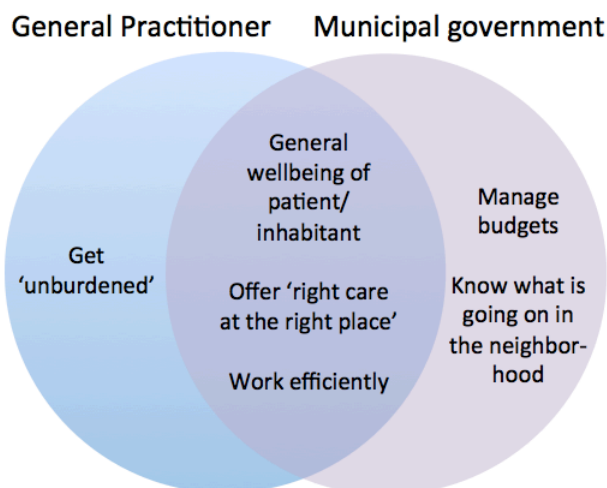 General Practitioner
Municipal government
Get
'unburdened'
General
wellbeing of
patient/
inhabitant
Offer 'right care
at the right place'
Work efficiently
Manage
budgets
Know what is
going on in
the neighbor-
hood